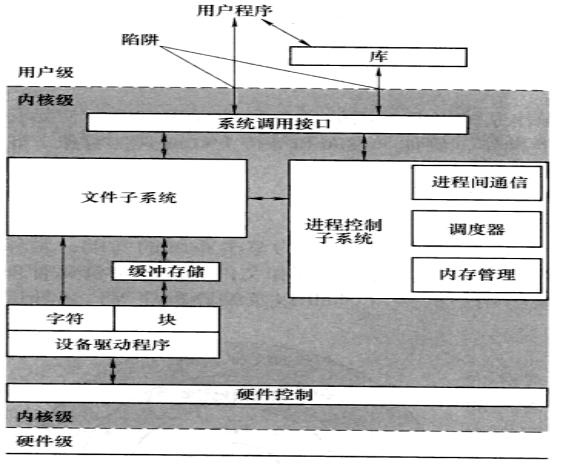 用户程序
陷阱
库
用户级
内核级
系统调用接口
文件子系统
进程控制
子系统
进程间通信
调度器
内存管理
缓冲存储
字符
块
设备驱动程序
硬件控制
内核级
硬件级